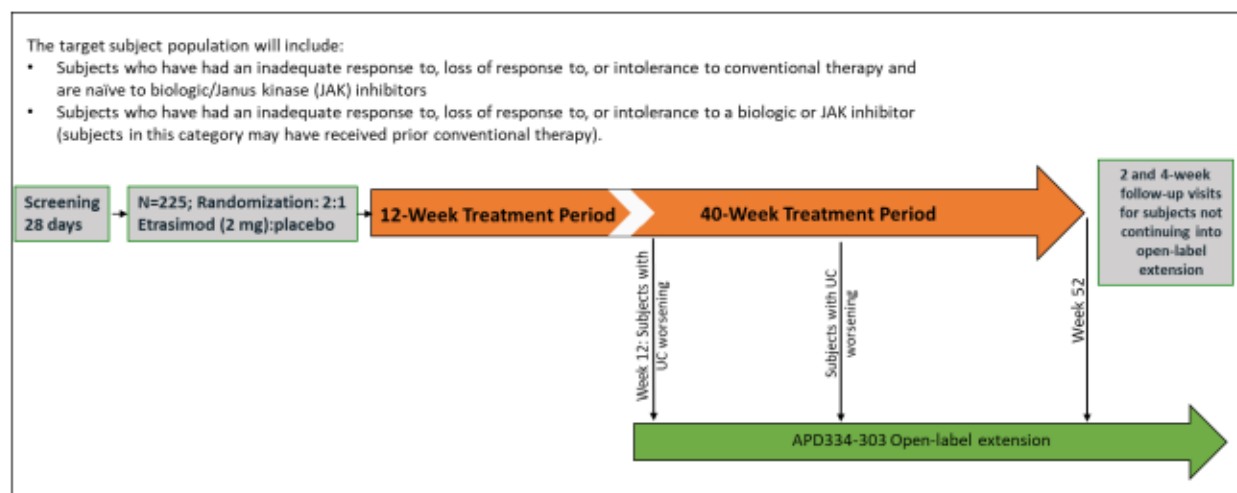 The target subject population will include:
• Subjects who have had an inadequate response to, loss of response to, or intolerance to conventional therapy and
are naïve to biologic/Janus kinase (JAK) inhibitors
• Subjects who have had an inadequate response to, loss of response to, or intolerance to a biologic or JAK inhibitor
(subjects in this category may have received prior conventional therapy).
Screening
28 days
N=225; Randomization: 2:1
Etrasimod (2 mg):placebo
12-Week Treatment Period
40-Week Treatment Period
2 and 4-week
follow-up visits
for subjects not
continuing into
open-label
extension
Week 12: Subjects with
UC worsening
Subjects with UC
worsening
Week 52
APD334-303 Open-label extension